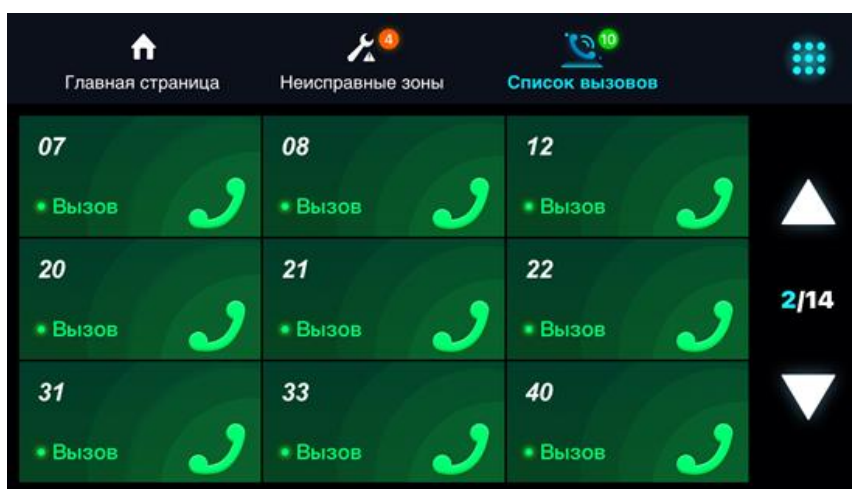 4
10
Главная страница
Неисправные зоны
Список вызовов
07
08
12
Вызов
Вызов
Вызов
20
21
22
2/14
Вызов
Вызов
Вызов
31
33
40
Вызов
Вызов
Вызов